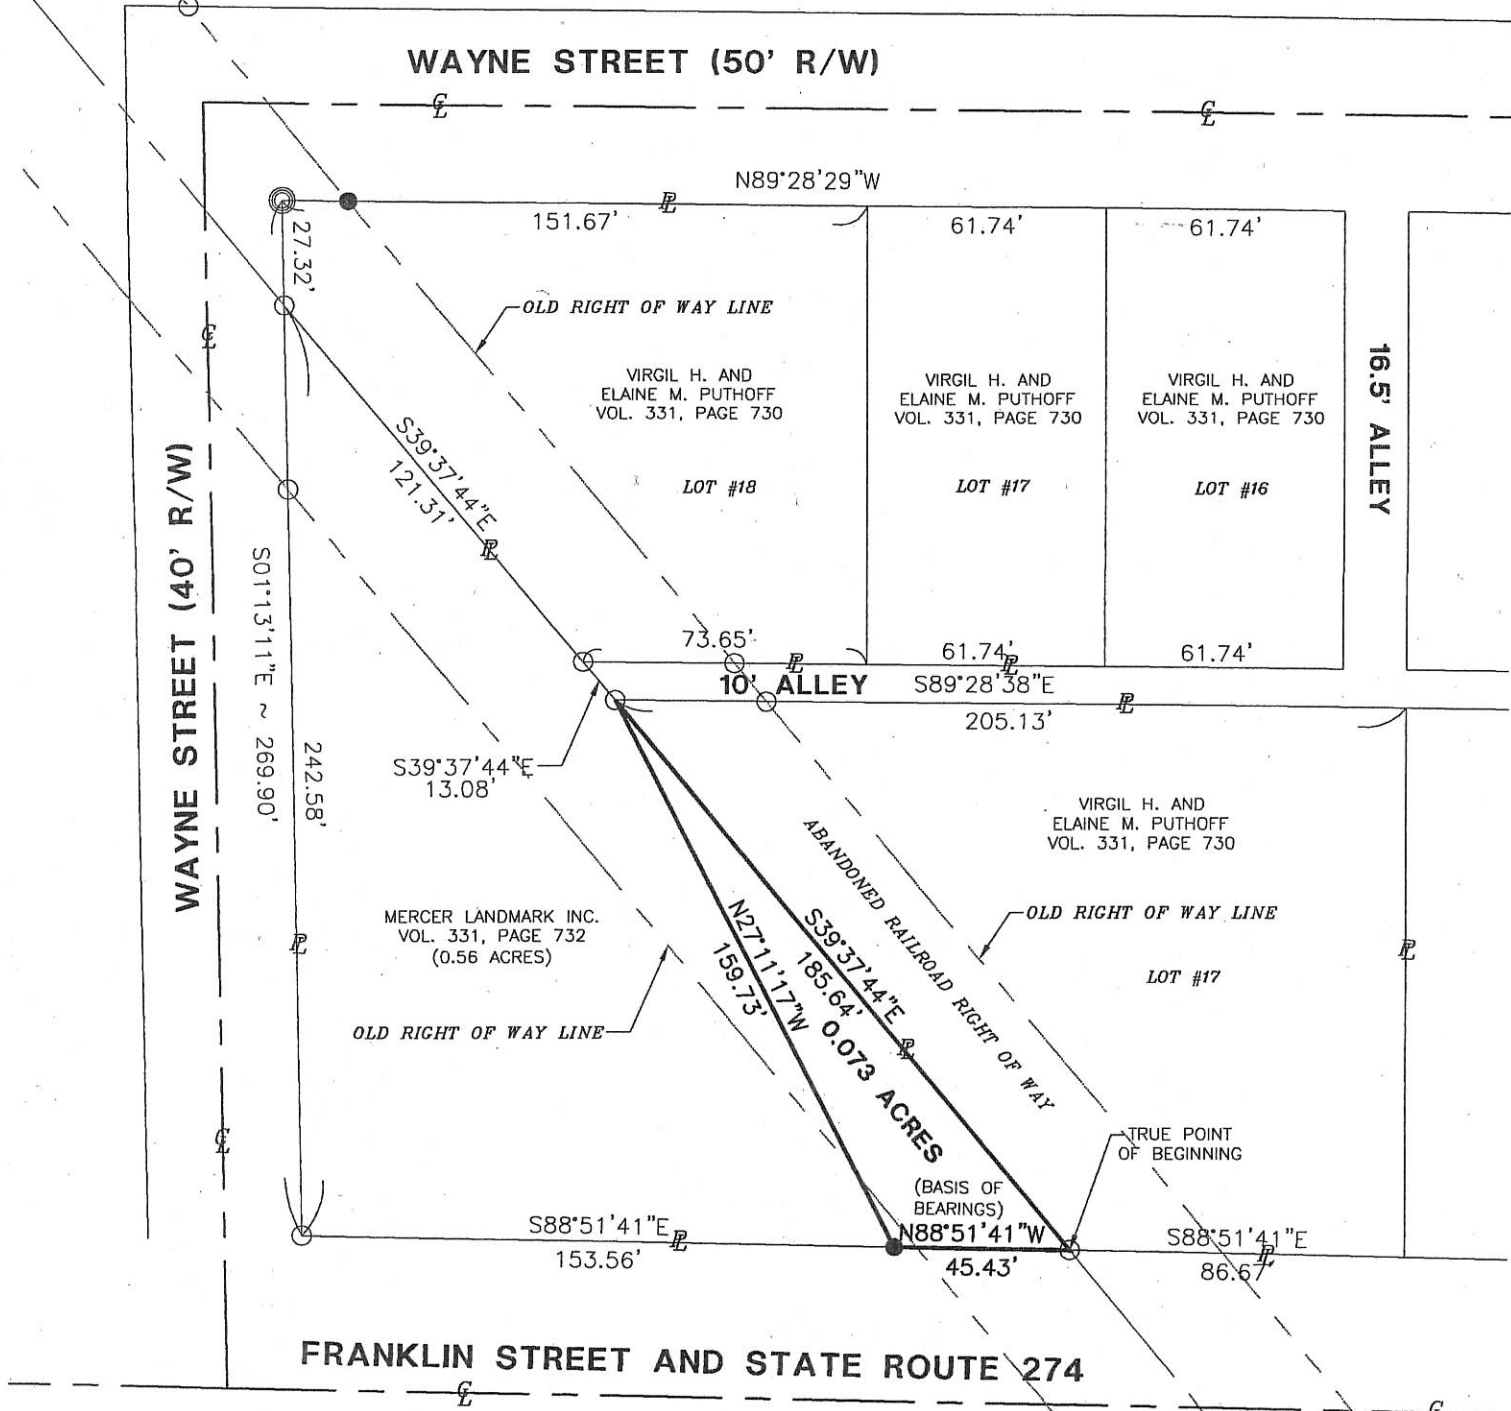 WAYNE STREET (50' R/W)
N89°28'29"W
151.67'
61.74'
61.74'
27.32'
OLD RIGHT OF WAY LINE
VIRGIL H. AND
ELAINE M. PUTHOFF
VOL. 331, PAGE 730
LOT #18
VIRGIL H. AND
ELAINE M. PUTHOFF
VOL. 331, PAGE 730
LOT #17
VIRGIL H. AND
ELAINE M. PUTHOFF
VOL. 331, PAGE 730
LOT #16
16.5' ALLEY
S39°37'44"E
121.31'
WAYNE STREET (40' R/W)
S01°13'11"E ~ 269.90'
242.58'
73.65'
61.74'
61.74'
10' ALLEY
S89°28'38"E
205.13'
S39°37'44"E
13.08'
VIRGIL H. AND
ELAINE M. PUTHOFF
VOL. 331, PAGE 730
OLD RIGHT OF WAY LINE
LOT #17
ABANDONED RAILROAD RIGHT OF WAY
MERCER LANDMARK INC.
VOL. 331, PAGE 732
(0.56 ACRES)
OLD RIGHT OF WAY LINE
N27°11'17"W
159.73'
S39°37'44"E
185.64'
0.073 ACRES
TRUE POINT
OF BEGINNING
(BASIS OF
BEARINGS)
N88°51'41"W
45.43'
S88°51'41"E
153.56'
S88°51'41"E
86.67'
FRANKLIN STREET AND STATE ROUTE 274